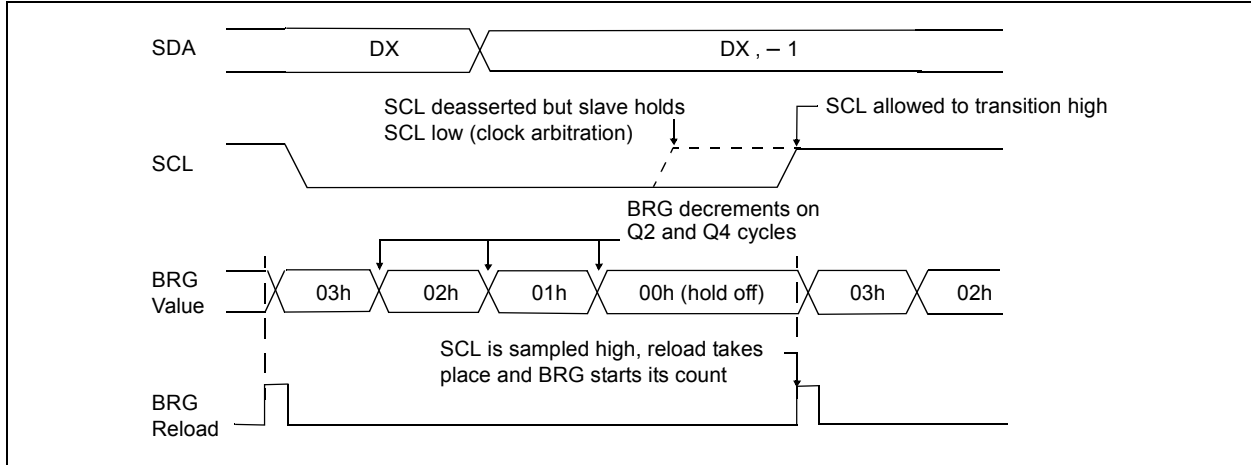 SDA
DX
DX , – 1
SCL deasserted but slave holds
SCL low (clock arbitration)
SCL allowed to transition high
SCL
BRG decrements on
Q2 and Q4 cycles
BRG
Value
03h
02h
01h
00h (hold off)
03h
02h
SCL is sampled high, reload takes
place and BRG starts its count
BRG
Reload